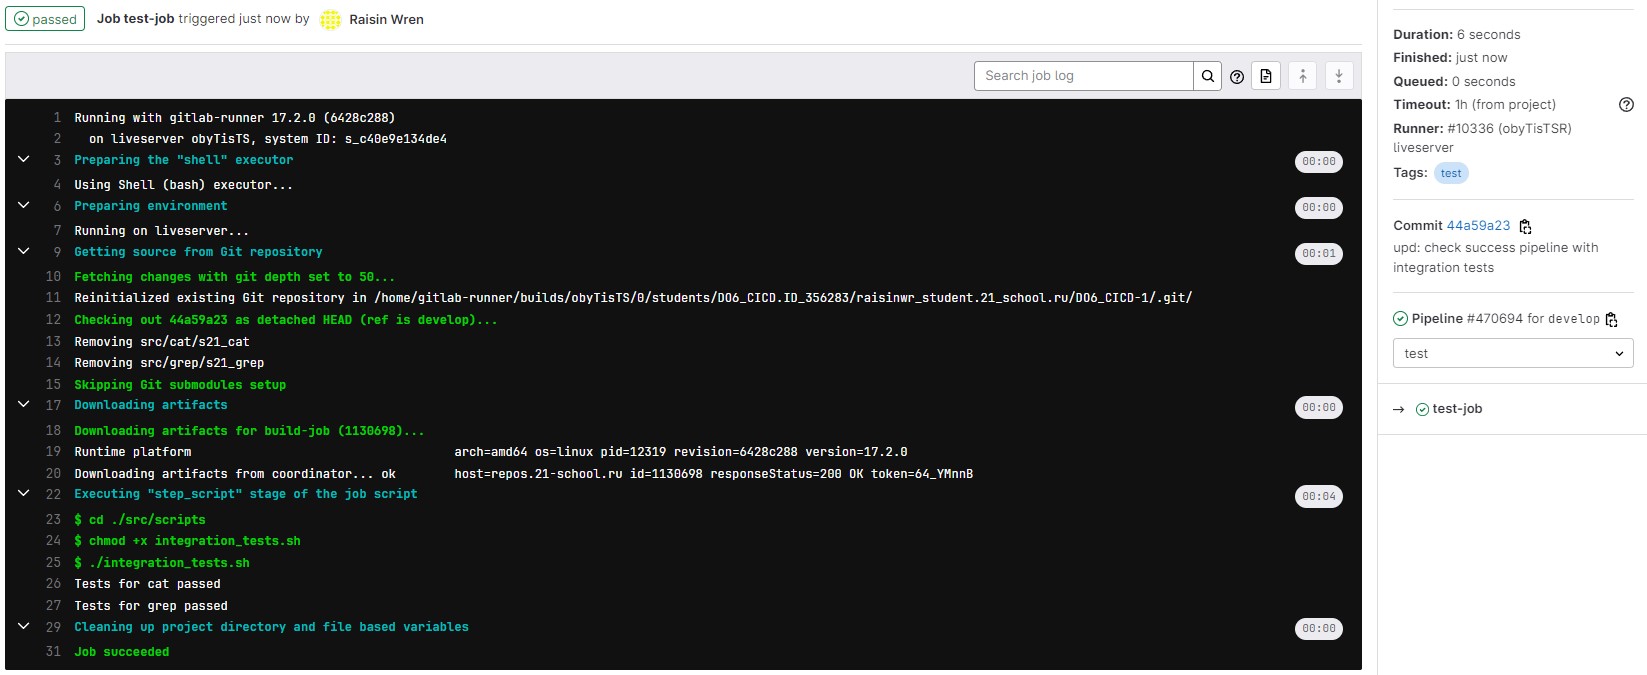 passed Job test-job triggered just now by Raisin Wren
Search job log
1 Running with gitlab-runner 17.2.0 (6428c288)
2 on liveserver obyTisTS, system ID: s_c40e9e134de4
3 Preparing the "shell" executor 00:00
4 Using Shell (bash) executor...
6 Preparing environment 00:00
7 Running on liveserver...
9 Getting source from Git repository 00:01
10 Fetching changes with git depth set to 50...
11 Reinitialized existing Git repository in /home/gitlab-runner/builds/obyTisTS/0/students/DO6_CICD.ID_356283/raisinwr_student.21_school.ru/DO6_CICD-1/.git/
12 Checking out 44a59a23 as detached HEAD (ref is develop)...
13 Removing src/cat/s21_cat
14 Removing src/grep/s21_grep
15 Skipping Git submodules setup
17 Downloading artifacts 00:00
18 Downloading artifacts for build-job (1130698)...
19 Runtime platform arch=amd64 os=linux pid=12319 revision=6428c288 version=17.2.0
20 Downloading artifacts from coordinator... ok host=repos.21-school.ru id=1130698 responseStatus=200 OK token=64_YMnnB
22 Executing "step_script" stage of the job script 00:04
23 $ cd ./src/scripts
24 $ chmod +x integration_tests.sh
25 $ ./integration_tests.sh
26 Tests for cat passed
27 Tests for grep passed
29 Cleaning up project directory and file based variables 00:00
31 Job succeeded
Duration: 6 seconds
Finished: just now
Queued: 0 seconds
Timeout: 1h (from project)
Runner: #10336 (obyTisTSR)
liveserver
Tags: test
Commit 44a59a23
upd: check success pipeline with
integration tests
Pipeline #470694 for develop
test
→ test-job